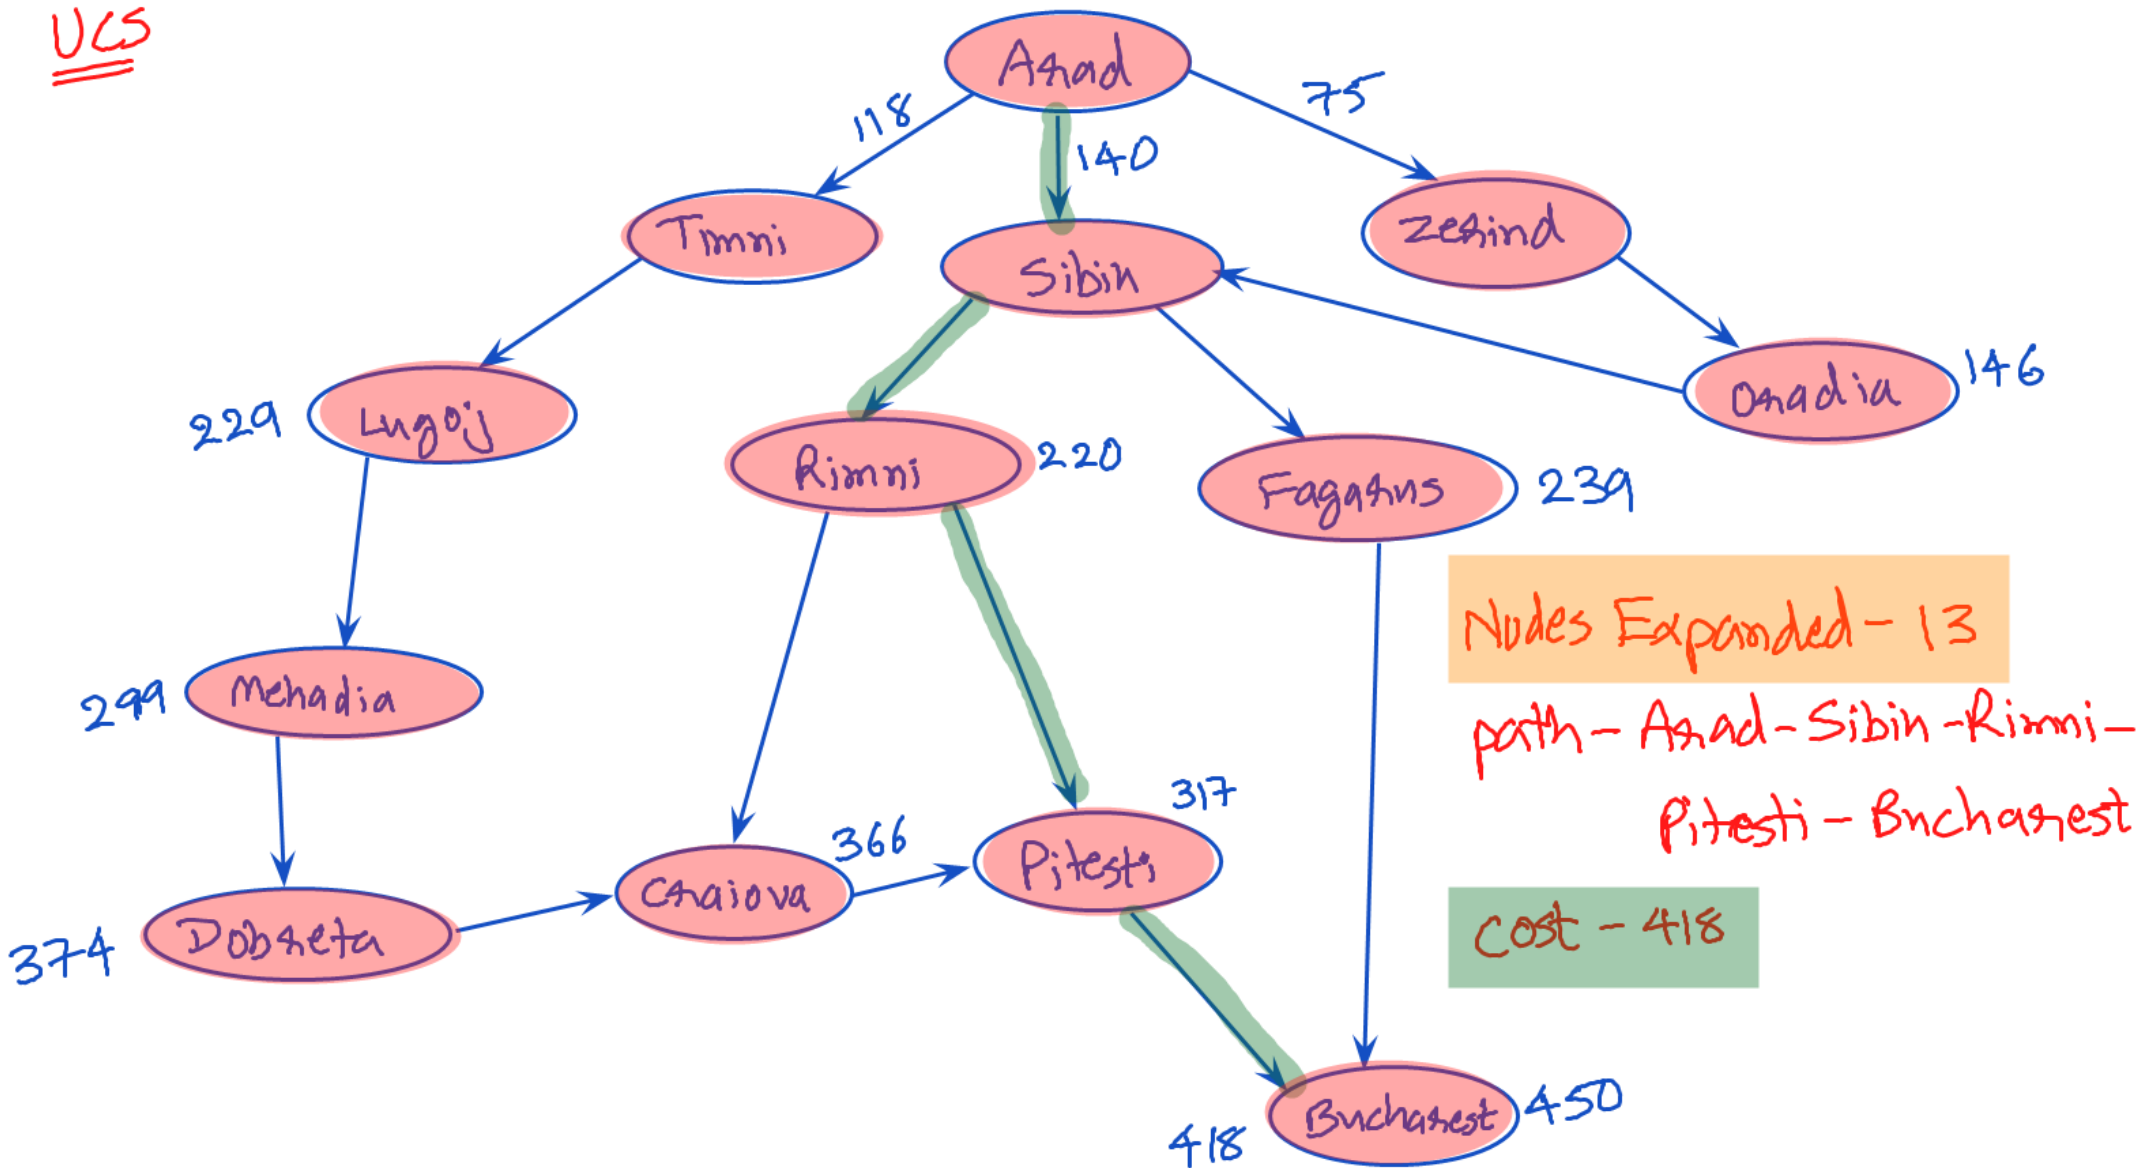 UCS
Arad
118
140
75
Timni
Sibin
Zerind
229
Lugoj
Rimni
220
Fagarus
239
Oradia
146
299
Mehadia
Nodes Expanded - 13
path - Arad - Sibin - Rimni -
Pitesti - Bucharest
374
Dobreta
Craiova
366
Pitesti
317
Cost - 418
418
Bucharest
450